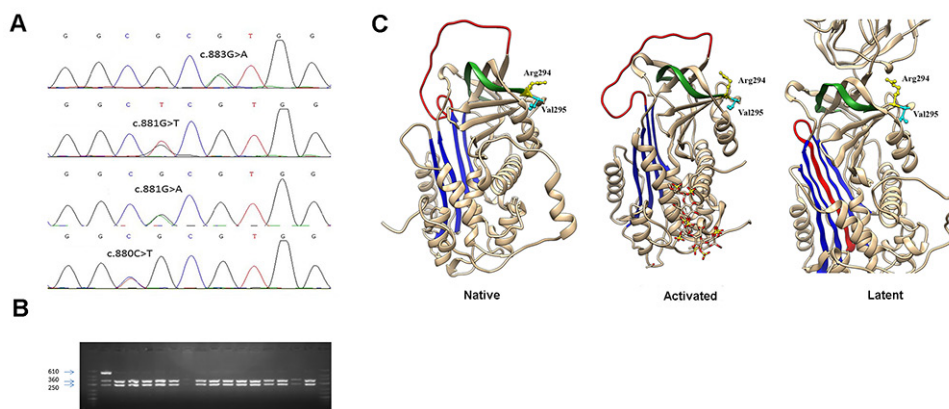 A
G G C G C G T G G
c.883G>A
G G C T C G T G G
c.881G>T
G G C G C G T G G
c.881G>A
G G C G C G T G G
c.880C>T
B
610
360
250
C
Arg294
Val295
Native
Arg294
Val295
Activated
Arg294
Val295
Latent